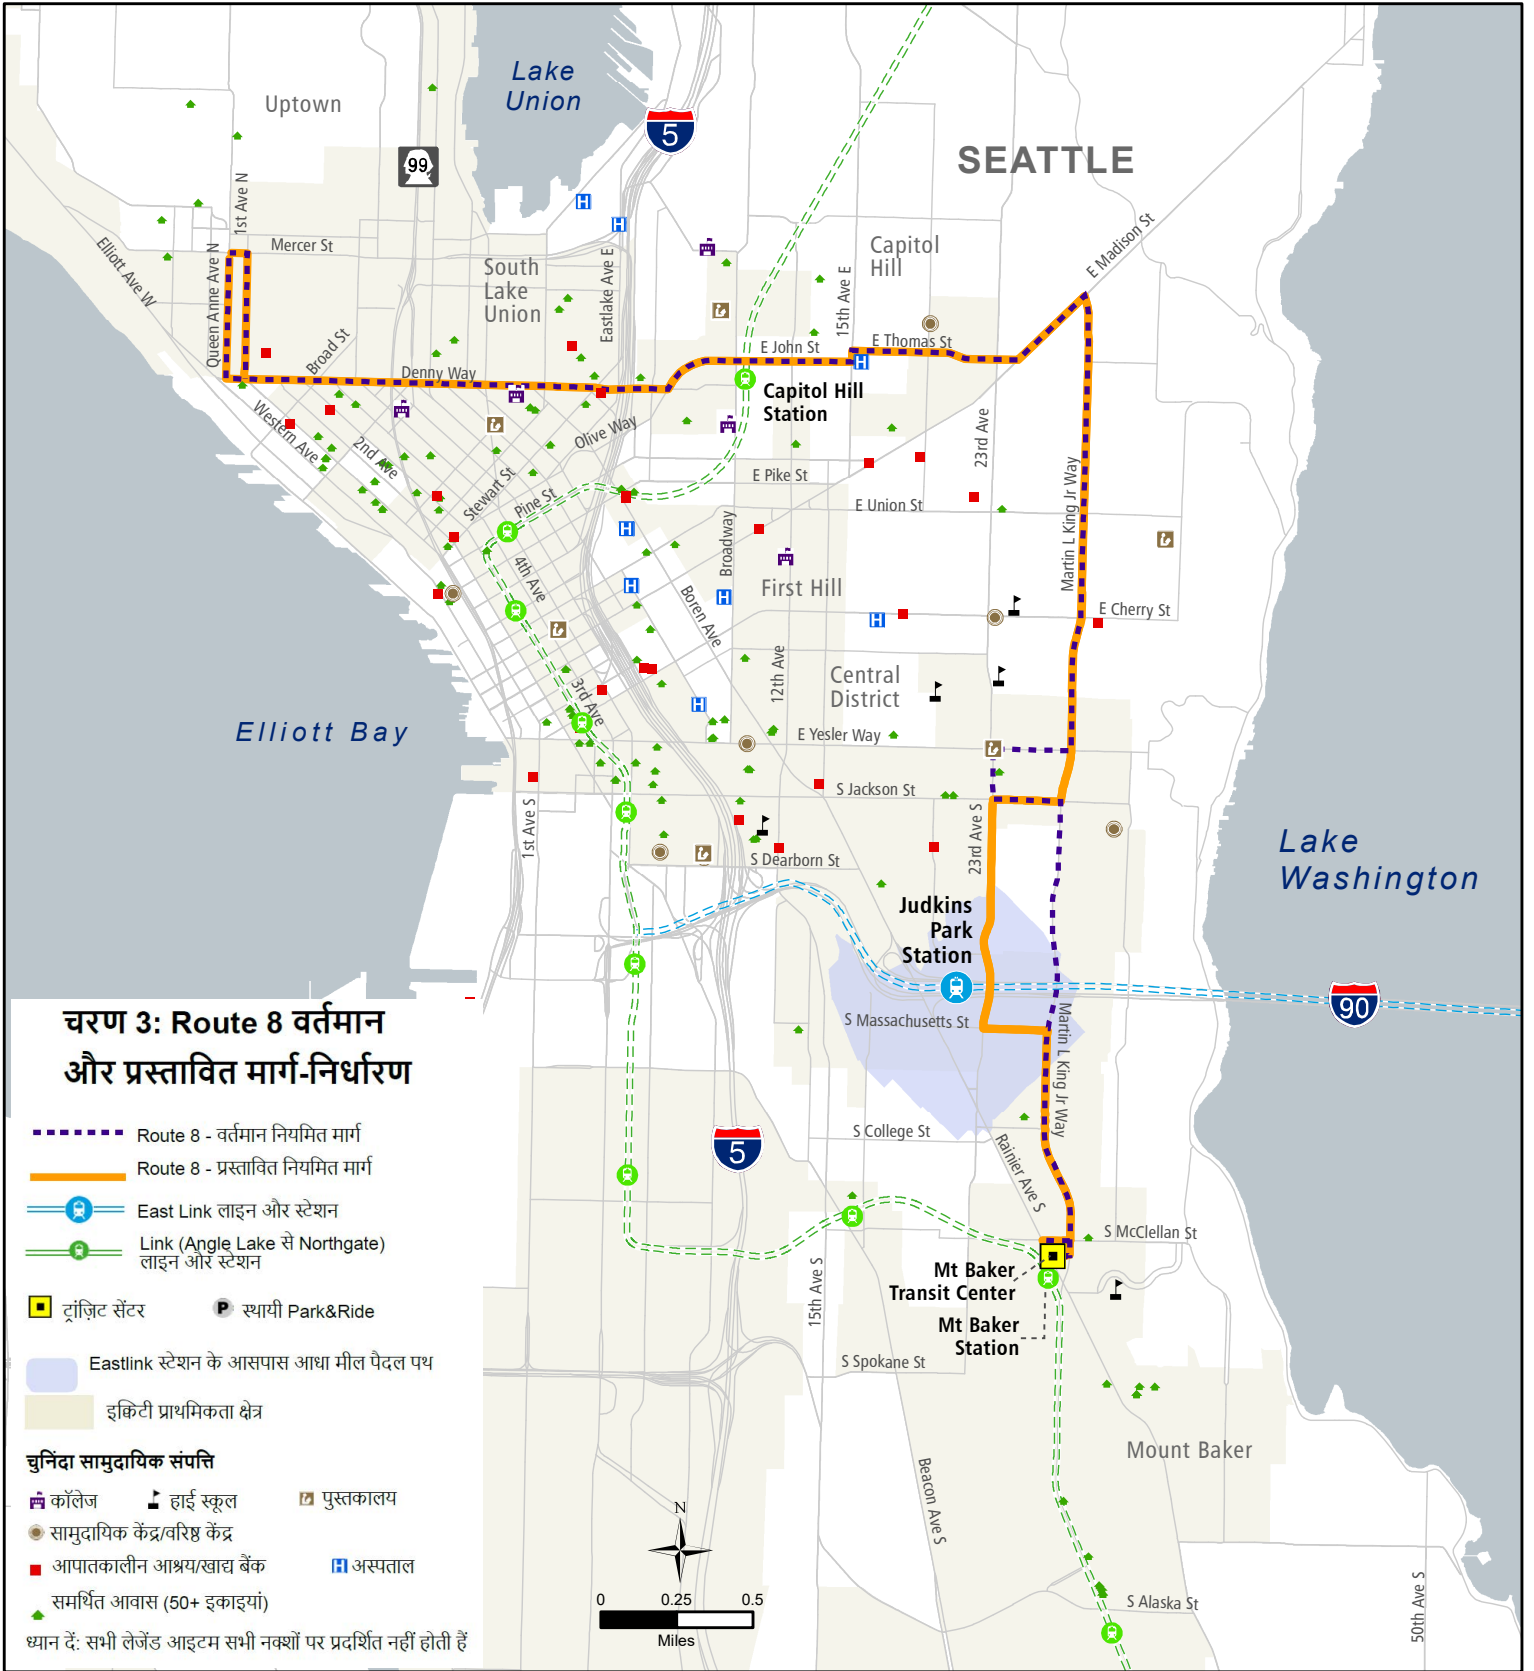 Lake
Union
Uptown
5
SEATTLE
99
1st Ave N
Mercer St
Elliott Ave W
Queen Anne Ave N
South
Lake
Union
Eastlake Ave E
Capitol
Hill
15th Ave E
E Madison St
Broad St
Denny Way
E John St
E Thomas St
Capitol Hill
Station
Western Ave
2nd Ave
Olive Way
23rd Ave
Stewart St
Pine St
E Pike St
E Union St
Martin L King Jr Way
4th Ave
Broadway
First Hill
Boren Ave
E Cherry St
12th Ave
Central
District
3rd Ave
Elliott Bay
E Yesler Way
S Jackson St
1st Ave S
23rd Ave S
S Dearborn St
Lake
Washington
Judkins
Park
Station
S Massachusetts St
90
Martin L King Jr Way
5
S College St
Rainier Ave S
S McClellan St
Mt Baker
Transit Center
Mt Baker
Station
15th Ave S
S Spokane St
Mount Baker
Beacon Ave S
S Alaska St
50th Ave S
N
0 0.25 0.5
Miles
चरण 3: Route 8 वर्तमान
और प्रस्तावित मार्ग-निर्धारण
Route 8 - वर्तमान नियमित मार्ग
Route 8 - प्रस्तावित नियमित मार्ग
East Link लाइन और स्टेशन
Link (Angle Lake से Northgate)
लाइन और स्टेशन
ट्रांज़िट सेंटर
P स्थायी Park&Ride
Eastlink स्टेशन के आसपास आधा मील पैदल पथ
इक्विटी प्राथमिकता क्षेत्र
चुनिंदा सामुदायिक संपत्ति
कॉलेज
हाई स्कूल
पुस्तकालय
सामुदायिक केंद्र/वरिष्ठ केंद्र
आपातकालीन आश्रय/खाद्य बैंक
H अस्पताल
समर्थित आवास (50+ इकाइयां)
ध्यान दें: सभी लेजेंड आइटम सभी नक्शों पर प्रदर्शित नहीं होती हैं